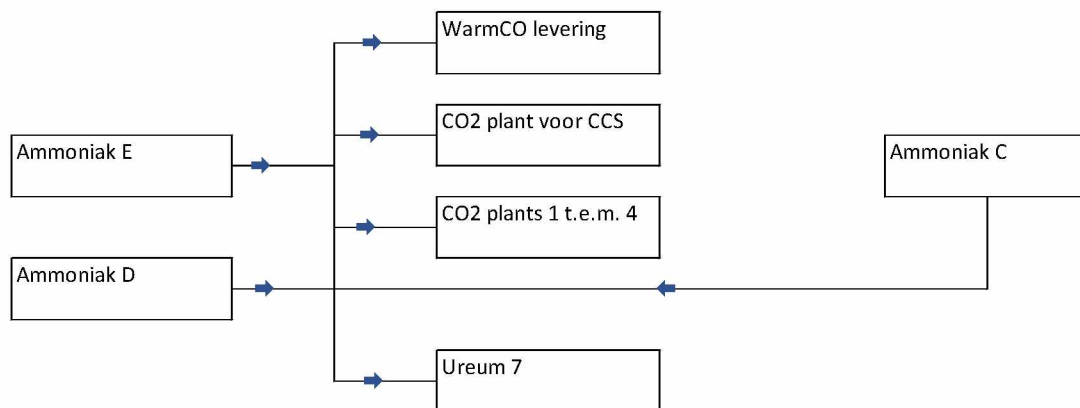 WarmCO levering
CO2 plant voor CCS
Ammoniak E
Ammoniak C
CO2 plants 1 t.e.m. 4
Ammoniak D
Ureum 7